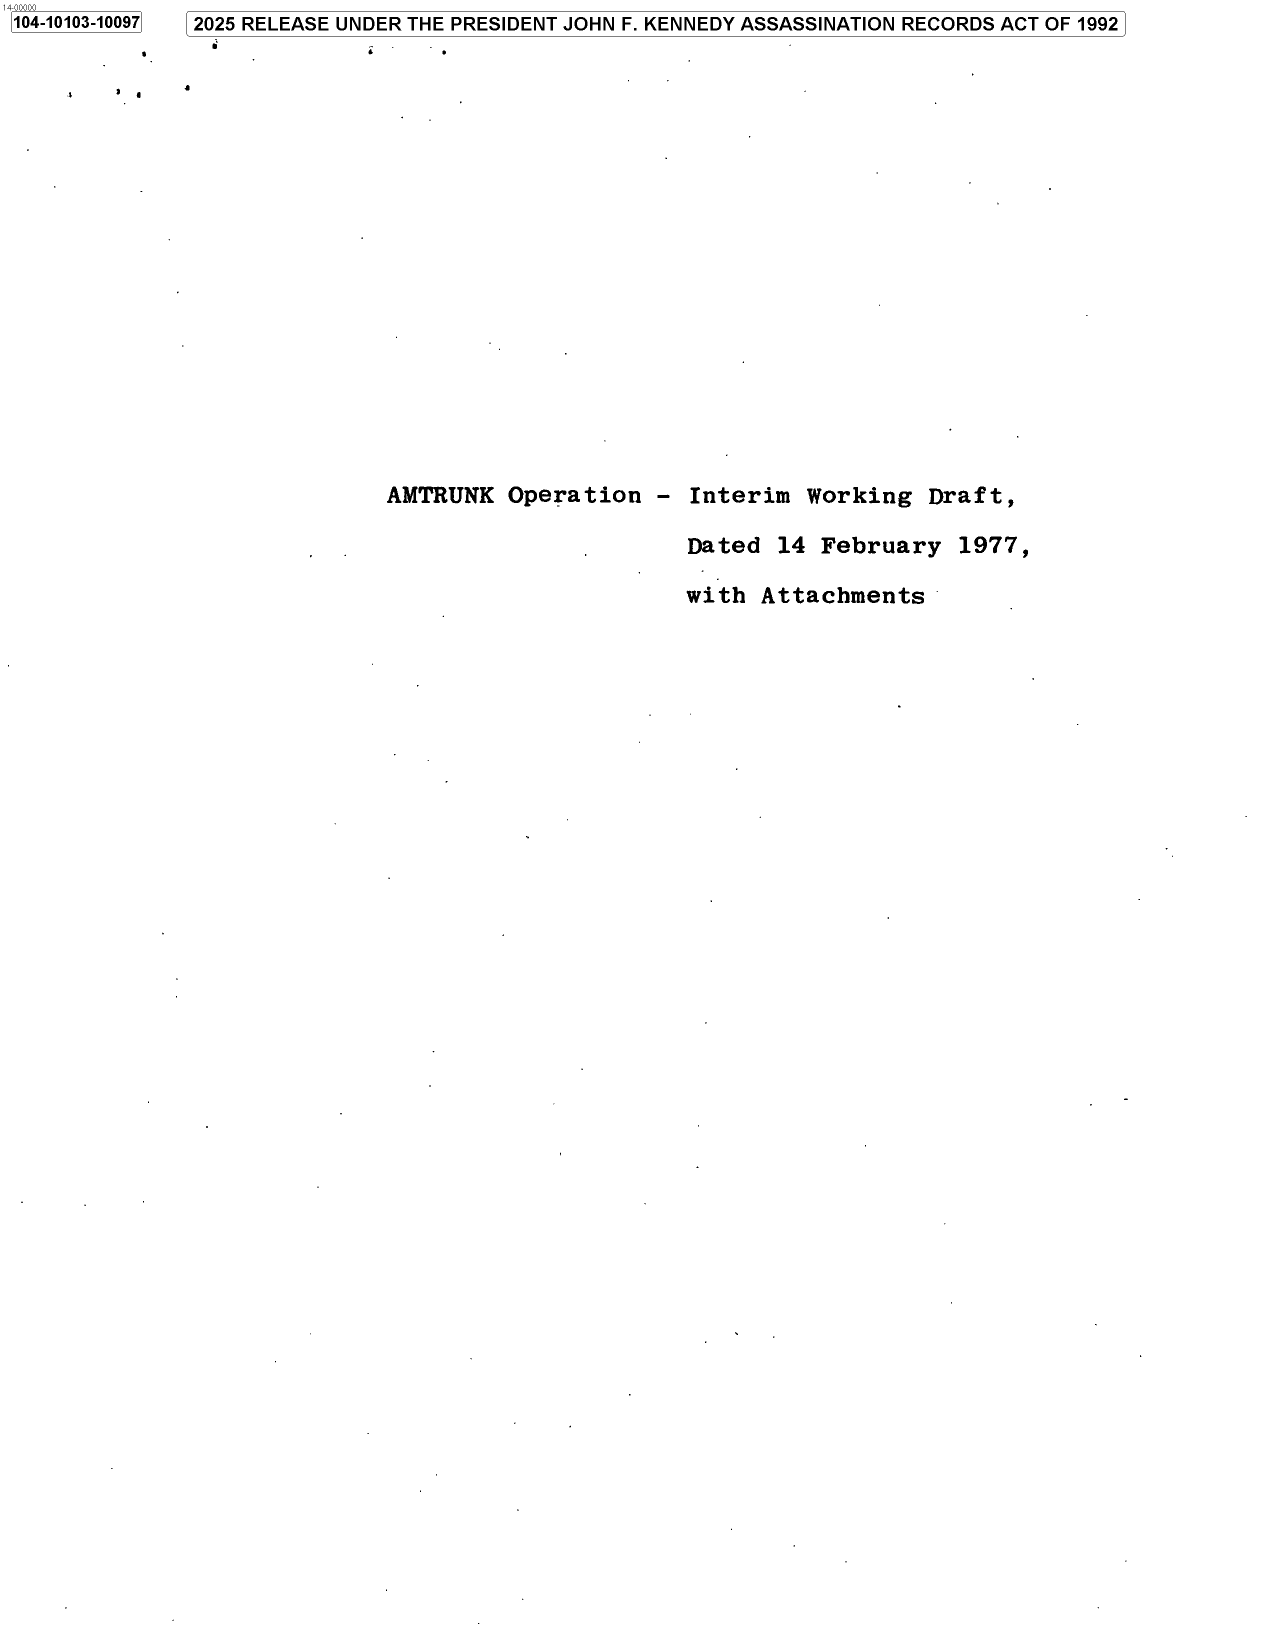 14-00000
104-10103-10097
2025 RELEASE UNDER THE PRESIDENT JOHN F. KENNEDY ASSASSINATION RECORDS ACT OF 1992
AMTRUNK Operation - Interim Working Draft,
Dated 14 February 1977,
with Attachments